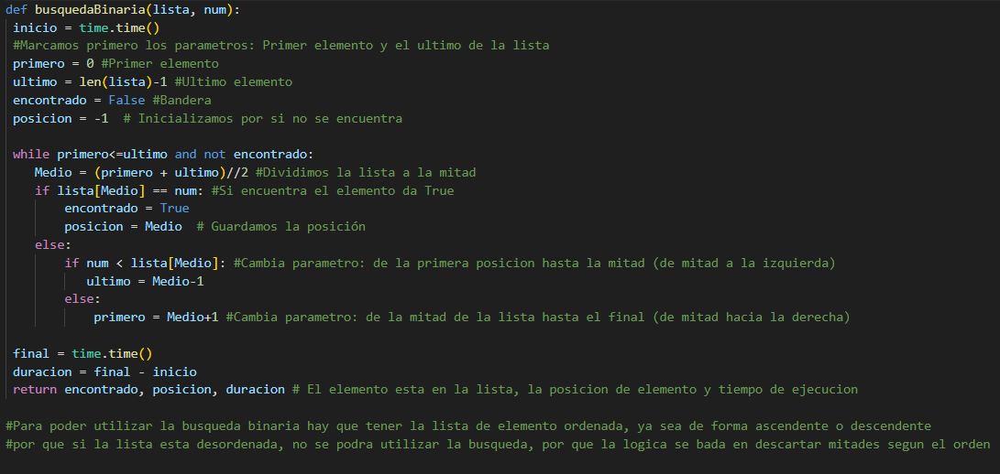 def busquedaBinaria(lista, num):
inicio = time.time()
#Marcamos primero los parametros: Primer elemento y el ultimo de la lista
primero = 0 #Primer elemento
ultimo = len(lista)-1 #Ultimo elemento
encontrado = False #Bandera
posicion = -1  # Inicializamos por si no se encuentra
while primero<=ultimo and not encontrado:
Medio = (primero + ultimo)//2 #Dividimos la lista a la mitad
if lista[Medio] == num: #Si encuentra el elemento da True
encontrado = True
posicion = Medio  # Guardamos la posición
else:
if num < lista[Medio]: #Cambia parametro: de la primera posicion hasta la mitad (de mitad a la izquierda)
ultimo = Medio-1
else:
primero = Medio+1 #Cambia parametro: de la mitad de la lista hasta el final (de mitad hacia la derecha)
final = time.time()
duracion = final - inicio
return encontrado, posicion, duracion # El elemento esta en la lista, la posicion de elemento y tiempo de ejecucion
#Para poder utilizar la busqueda binaria hay que tener la lista de elemento ordenada, ya sea de forma ascendente o descendente
#por que si la lista esta desordenada, no se podra utilizar la busqueda, por que la logica se bada en descartar mitades segun el orden